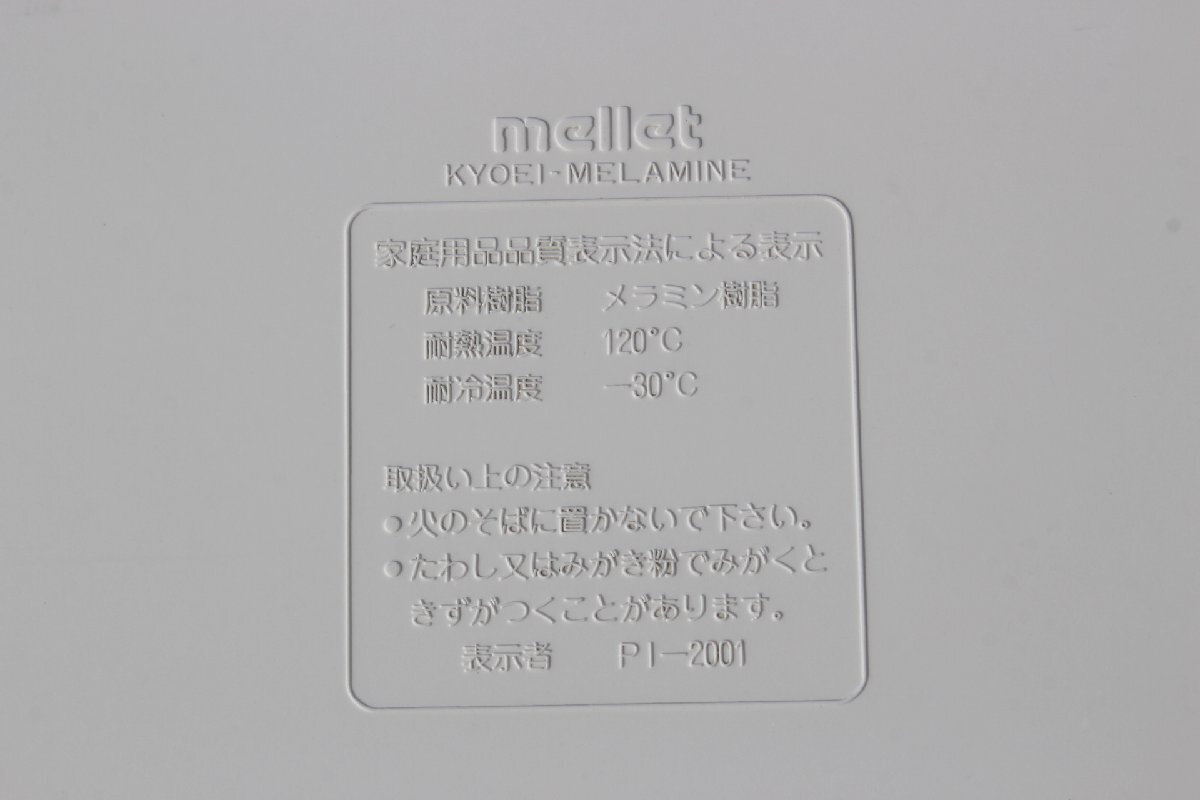 mellet
KYOEI-MELAMINE
家庭用品品質表示法による表示
原料樹脂 メラミン樹脂
耐熱温度 120°C
耐冷温度 −30°C
取扱い上の注意
○火のそばに置かないで下さい。
○たわし又はみがき粉でみがくと
きずがつくことがあります。
表示者 PI−2001